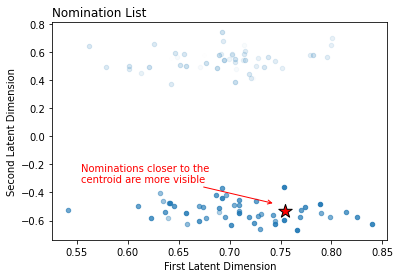 Nomination List
0.8
0.6
0.4
0.2
0.0
−0.2
−0.4
−0.6
Second Latent Dimension
Nominations closer to the
centroid are more visible
0.55 0.60 0.65 0.70 0.75 0.80 0.85
First Latent Dimension